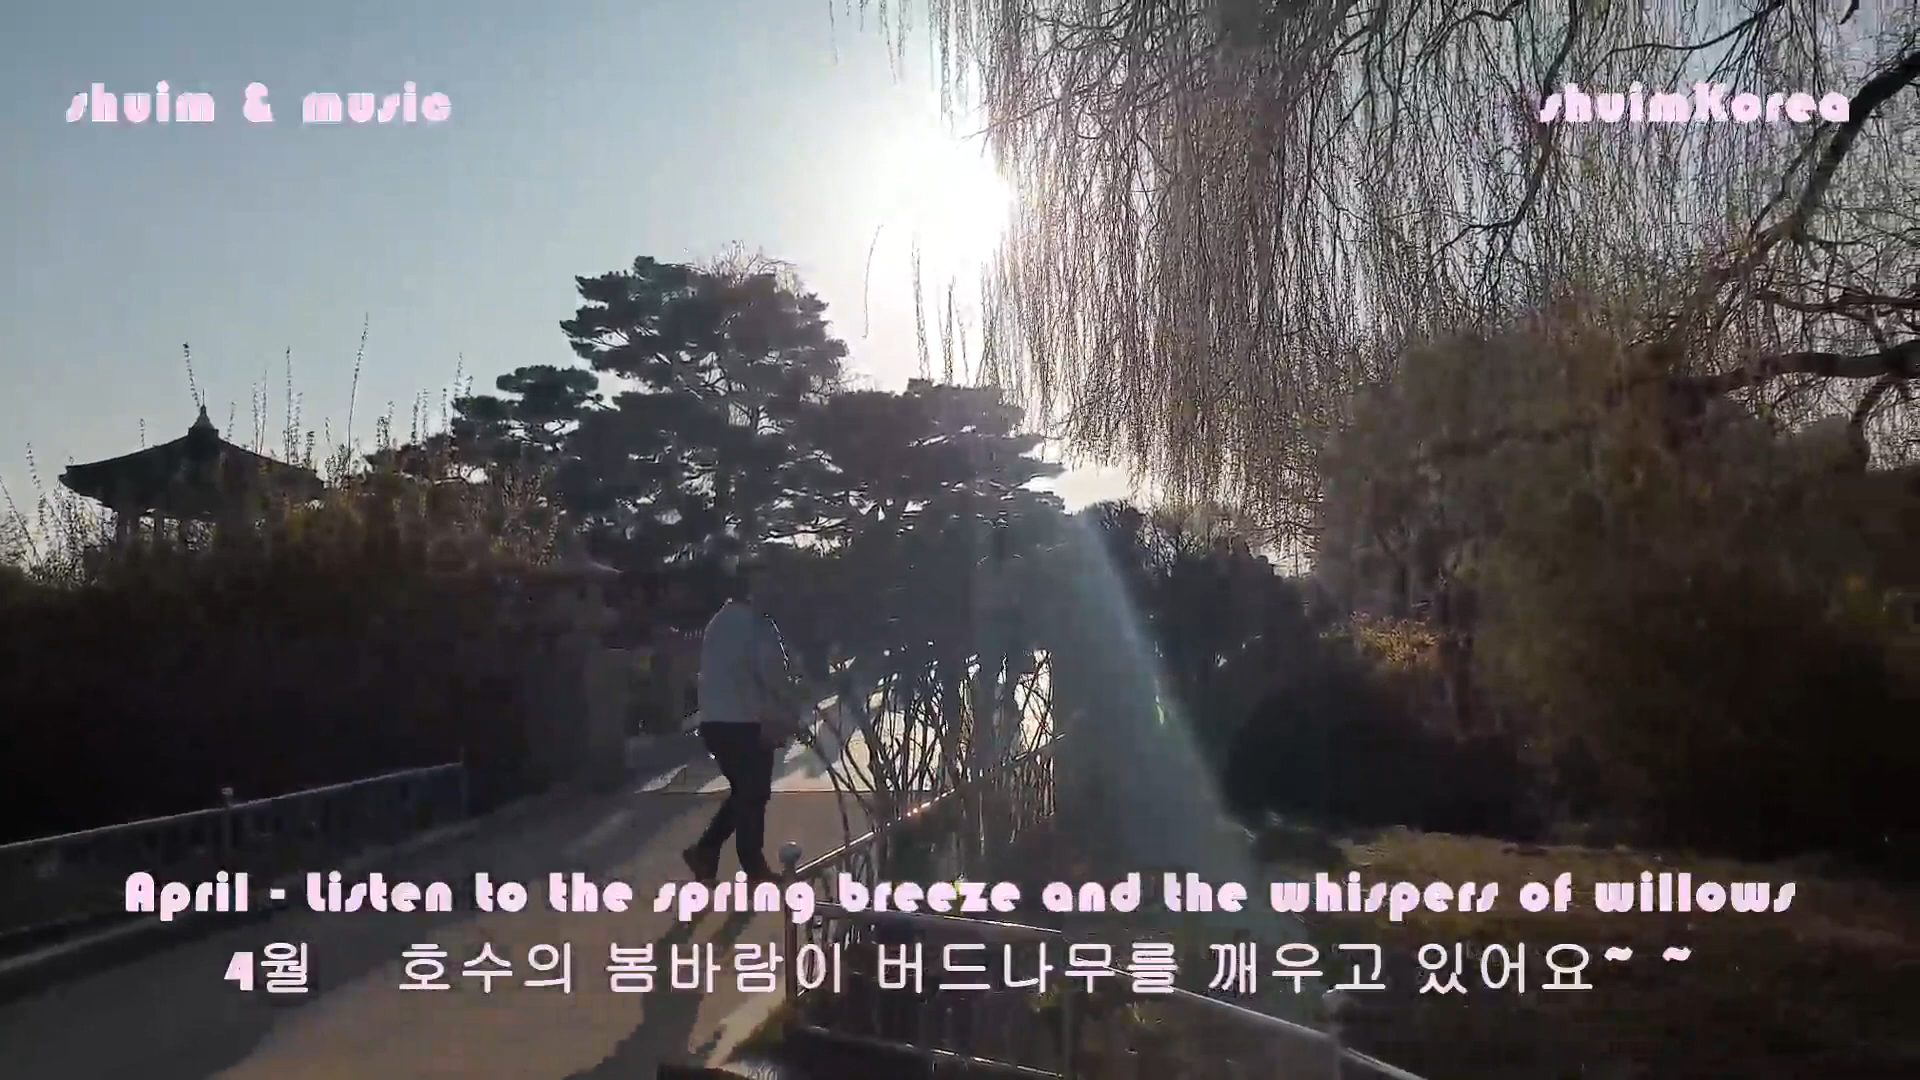 shuim & music
shuimKorea
April - Listen to the spring breeze and the whispers of willows
4월 호수의 봄바람이 버드나무를 깨우고 있어요~ ~